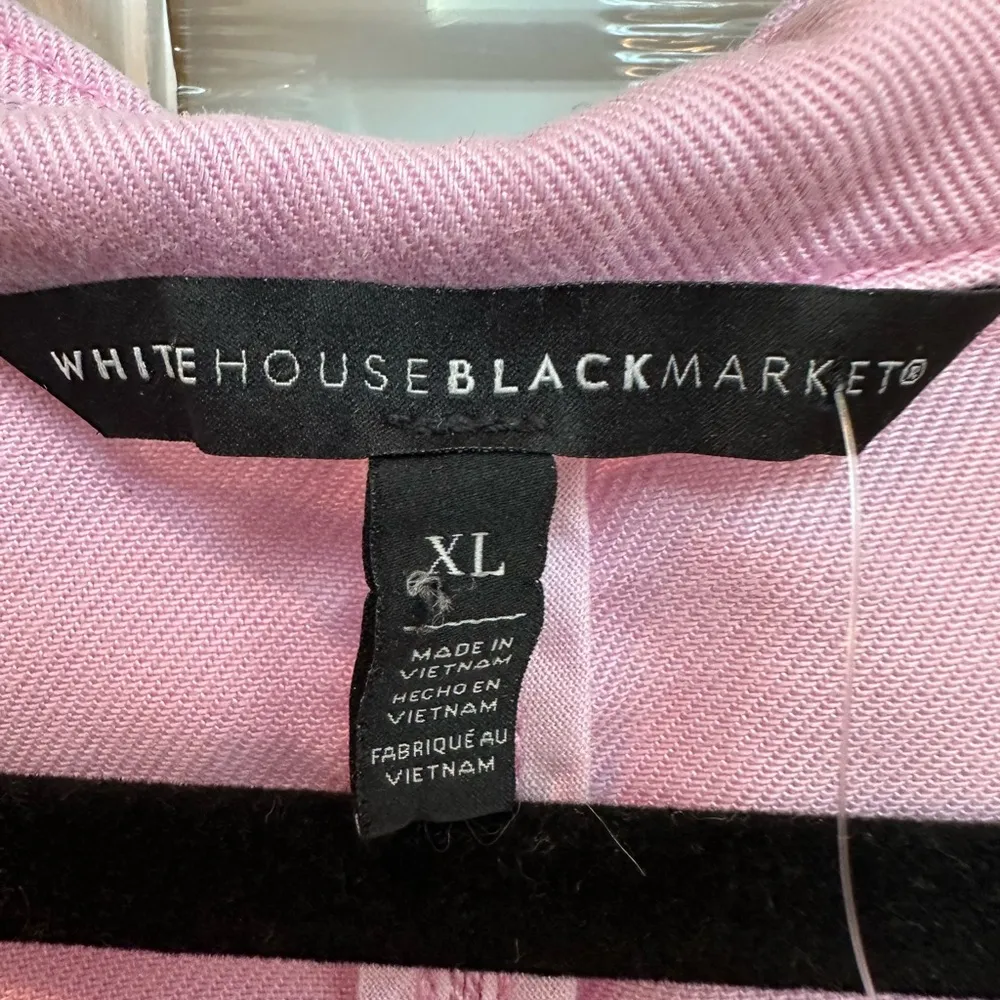 WHITEHOUSEBLACKMARKET®
XL
MADE IN
VIETNAM
HECHO EN
VIETNAM
FABRIQUÉ AU
VIETNAM